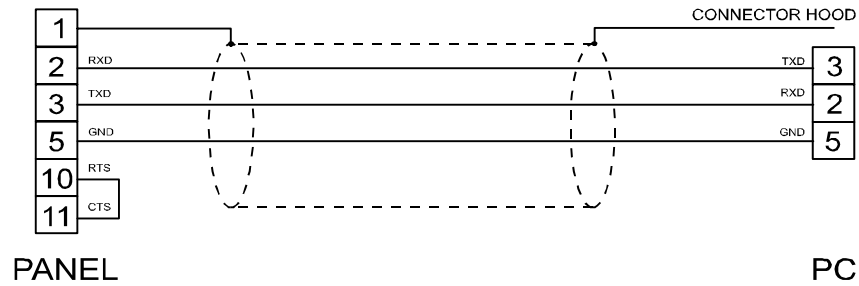 CONNECTOR HOOD
1
2 RXD TXD 3
3 TXD RXD 2
5 GND GND 5
10 RTS
11 CTS
PANEL PC